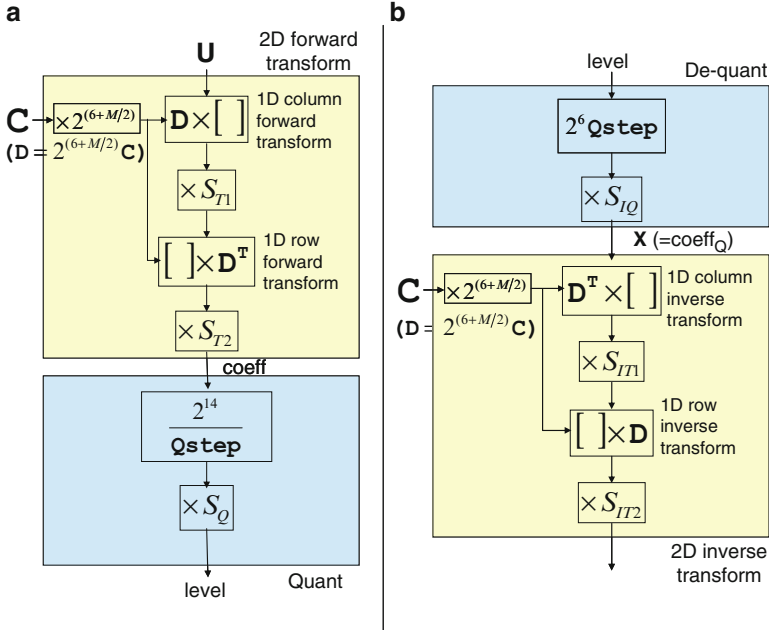 a
U
2D forward
transform
C
×2^(6+M/2)
(D = 2^(6+M/2) C)
D × [ ]
1D column
forward
transform
× S_T1
[ ] × D^T
1D row
forward
transform
× S_T2
coeff
2^14
Qstep
× S_Q
Quant
level
b
level
De-quant
2^6 Qstep
× S_IQ
X (=coeff_Q)
C
×2^(6+M/2)
(D = 2^(6+M/2) C)
D^T × [ ]
1D column
inverse
transform
× S_IT1
[ ] × D
1D row
inverse
transform
× S_IT2
2D inverse
transform